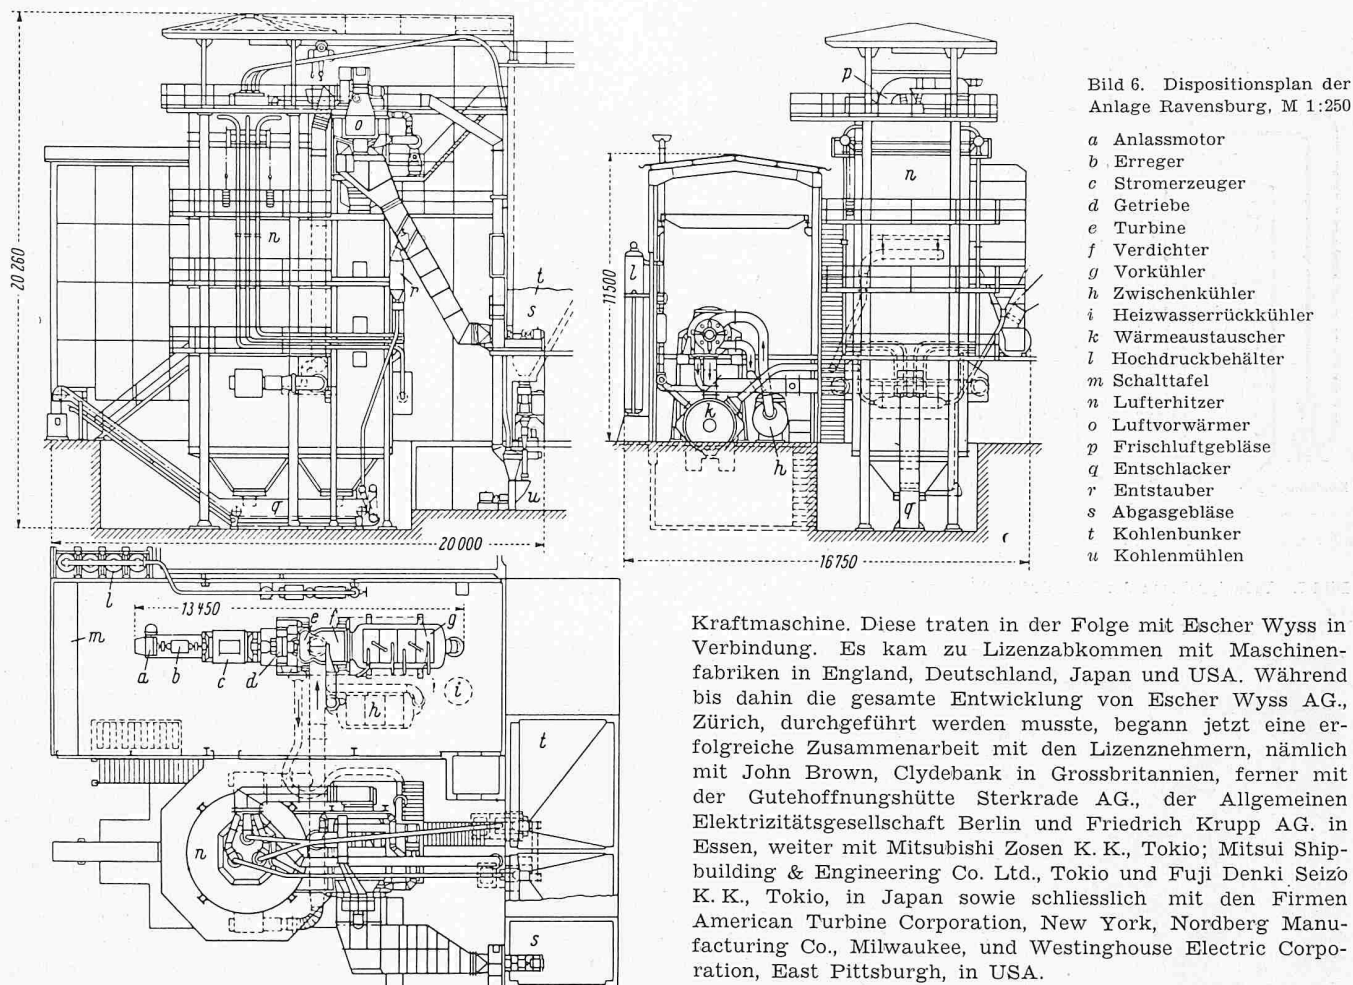 20 260
o
n
r
t
s
q
u
20 000
p
n
11500
l
k
h
q
16 750
Bild 6. Dispositionsplan der
Anlage Ravensburg, M 1:250
a Anlassmotor
b Erreger
c Stromerzeuger
d Getriebe
e Turbine
f Verdichter
g Vorkühler
h Zwischenkühler
i Heizwasserrückkühler
k Wärmeaustauscher
l Hochdruckbehälter
m Schalttafel
n Lufterhitzer
o Luftvorwärmer
p Frischluftgebläse
q Entschlacker
r Entstauber
s Abgasgebläse
t Kohlenbunker
u Kohlenmühlen
l
13 450
m
e f g
a b c d
h
i
t
n
s
Kraftmaschine. Diese traten in der Folge mit Escher Wyss in
Verbindung. Es kam zu Lizenzabkommen mit Maschinen-
fabriken in England, Deutschland, Japan und USA. Während
bis dahin die gesamte Entwicklung von Escher Wyss AG.,
Zürich, durchgeführt werden musste, begann jetzt eine er-
folgreiche Zusammenarbeit mit den Lizenznehmern, nämlich
mit John Brown, Clydebank in Grossbritannien, ferner mit
der Gutehoffnungshütte Sterkrade AG., der Allgemeinen
Elektrizitätsgesellschaft Berlin und Friedrich Krupp AG. in
Essen, weiter mit Mitsubishi Zosen K. K., Tokio; Mitsui Ship-
building & Engineering Co. Ltd., Tokio und Fuji Denki Seizo
K. K., Tokio, in Japan sowie schliesslich mit den Firmen
American Turbine Corporation, New York, Nordberg Manu-
facturing Co., Milwaukee, und Westinghouse Electric Corpo-
ration, East Pittsburgh, in USA.